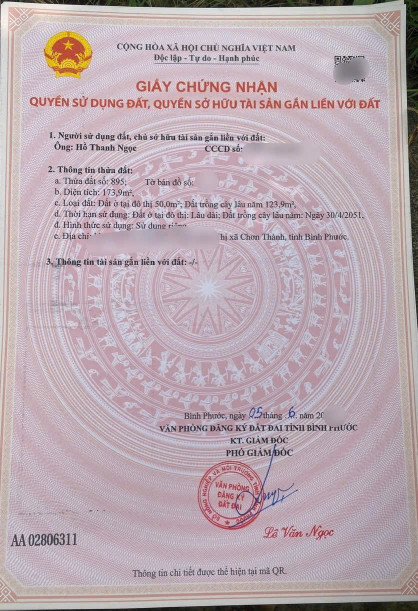 CỘNG HÒA XÃ HỘI CHỦ NGHĨA VIỆT NAM
Độc lập - Tự do - Hạnh phúc
GIẤY CHỨNG NHẬN
QUYỀN SỬ DỤNG ĐẤT, QUYỀN SỞ HỮU TÀI SẢN GẮN LIỀN VỚI ĐẤT
1. Người sử dụng đất, chủ sở hữu tài sản gắn liền với đất:
Ông: Hồ Thanh Ngọc CCCD số:
2. Thông tin thửa đất:
a. Thửa đất số: 895; Tờ bản đồ số:
b. Diện tích: 173,9m²,
c. Loại đất: Đất ở tại đô thị 50,0m²; Đất trồng cây lâu năm 123,9m².
d. Thời hạn sử dụng: Đất ở tại đô thị: Lâu dài; Đất trồng cây lâu năm: Ngày 30/4/2051.
đ. Hình thức sử dụng: Sử dụng riêng
e. Địa chỉ: thị xã Chơn Thành, tỉnh Bình Phước.
3. Thông tin tài sản gắn liền với đất: -/-
Bình Phước, ngày 05 tháng 6 năm 20
VĂN PHÒNG ĐĂNG KÝ ĐẤT ĐAI TỈNH BÌNH PHƯỚC
KT. GIÁM ĐỐC
PHÓ GIÁM ĐỐC
SỞ NÔNG NGHIỆP VÀ MÔI TRƯỜNG
VĂN PHÒNG
ĐĂNG KÝ
ĐẤT ĐAI
Lê Văn Ngọc
AA 02806311
Thông tin chi tiết được thể hiện tại mã QR.